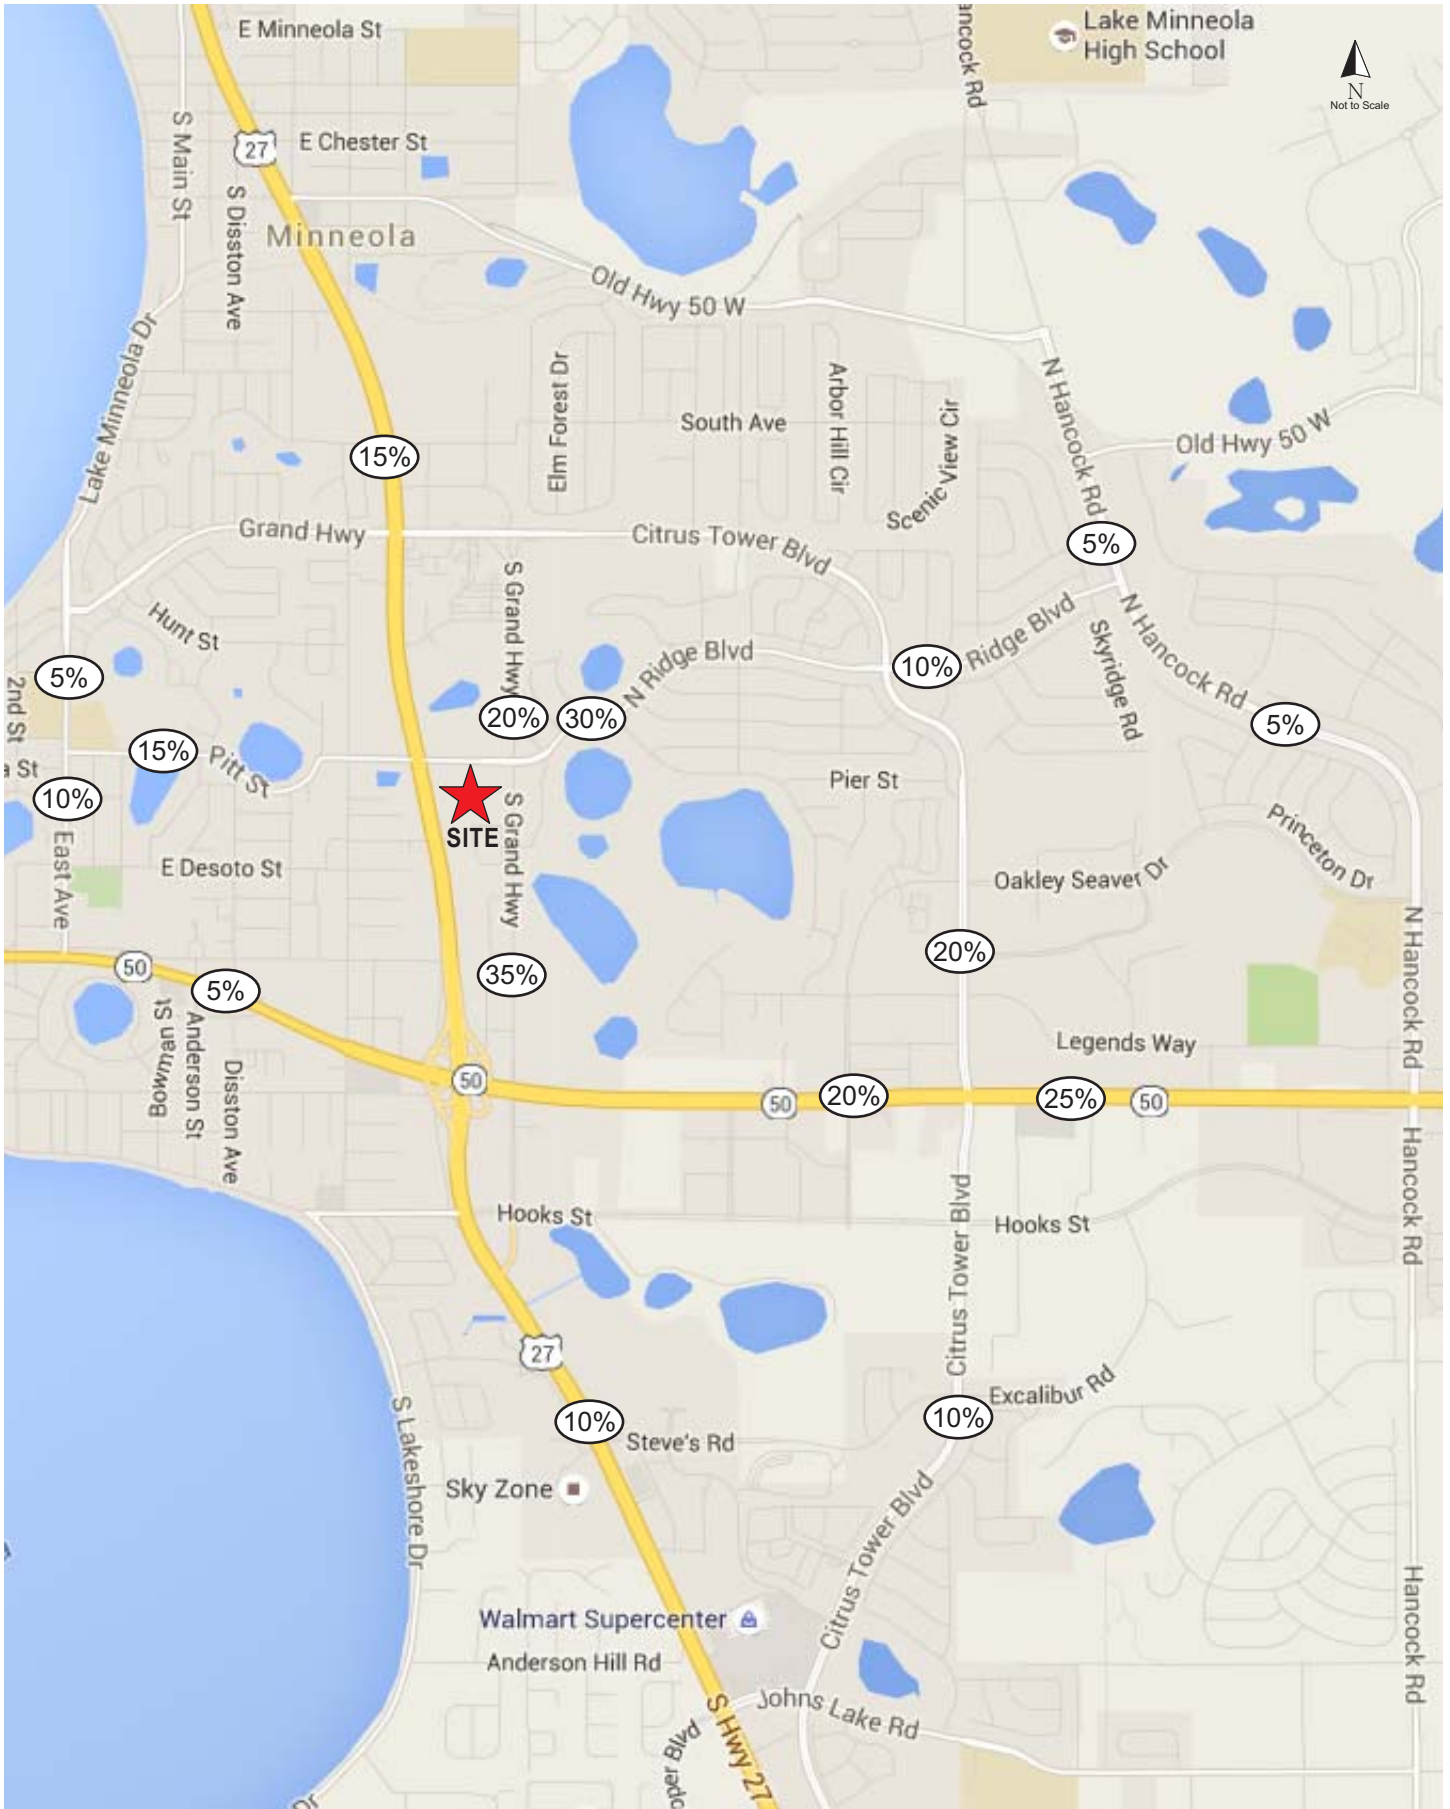 E Minneola St
ancock Rd
Lake Minneola
High School
N
Not to Scale
S Main St
27
E Chester St
S Disston Ave
Minneola
Old Hwy 50 W
Lake Minneola Dr
Elm Forest Dr
South Ave
Arbor Hill Cir
Scenic View Cir
N Hancock Rd
Old Hwy 50 W
15%
Grand Hwy
Citrus Tower Blvd
5%
S Grand Hwy
Hunt St
N Ridge Blvd
10%
Ridge Blvd
Skyridge Rd
N Hancock Rd
5%
2nd St
20%
30%
5%
15%
Pitt St
a St
10%
SITE
S Grand Hwy
Pier St
Princeton Dr
East Ave
E Desoto St
Oakley Seaver Dr
N Hancock Rd
50
5%
35%
20%
Bowman St
Anderson St
Disston Ave
Legends Way
50
50
20%
25%
50
Hancock Rd
Hooks St
Citrus Tower Blvd
Hooks St
27
S Lakeshore Dr
10%
Steve's Rd
10%
Excalibur Rd
Sky Zone
Citrus Tower Blvd
Hancock Rd
Walmart Supercenter
Anderson Hill Rd
S Hwy 27
Johns Lake Rd
per Blvd
Dr